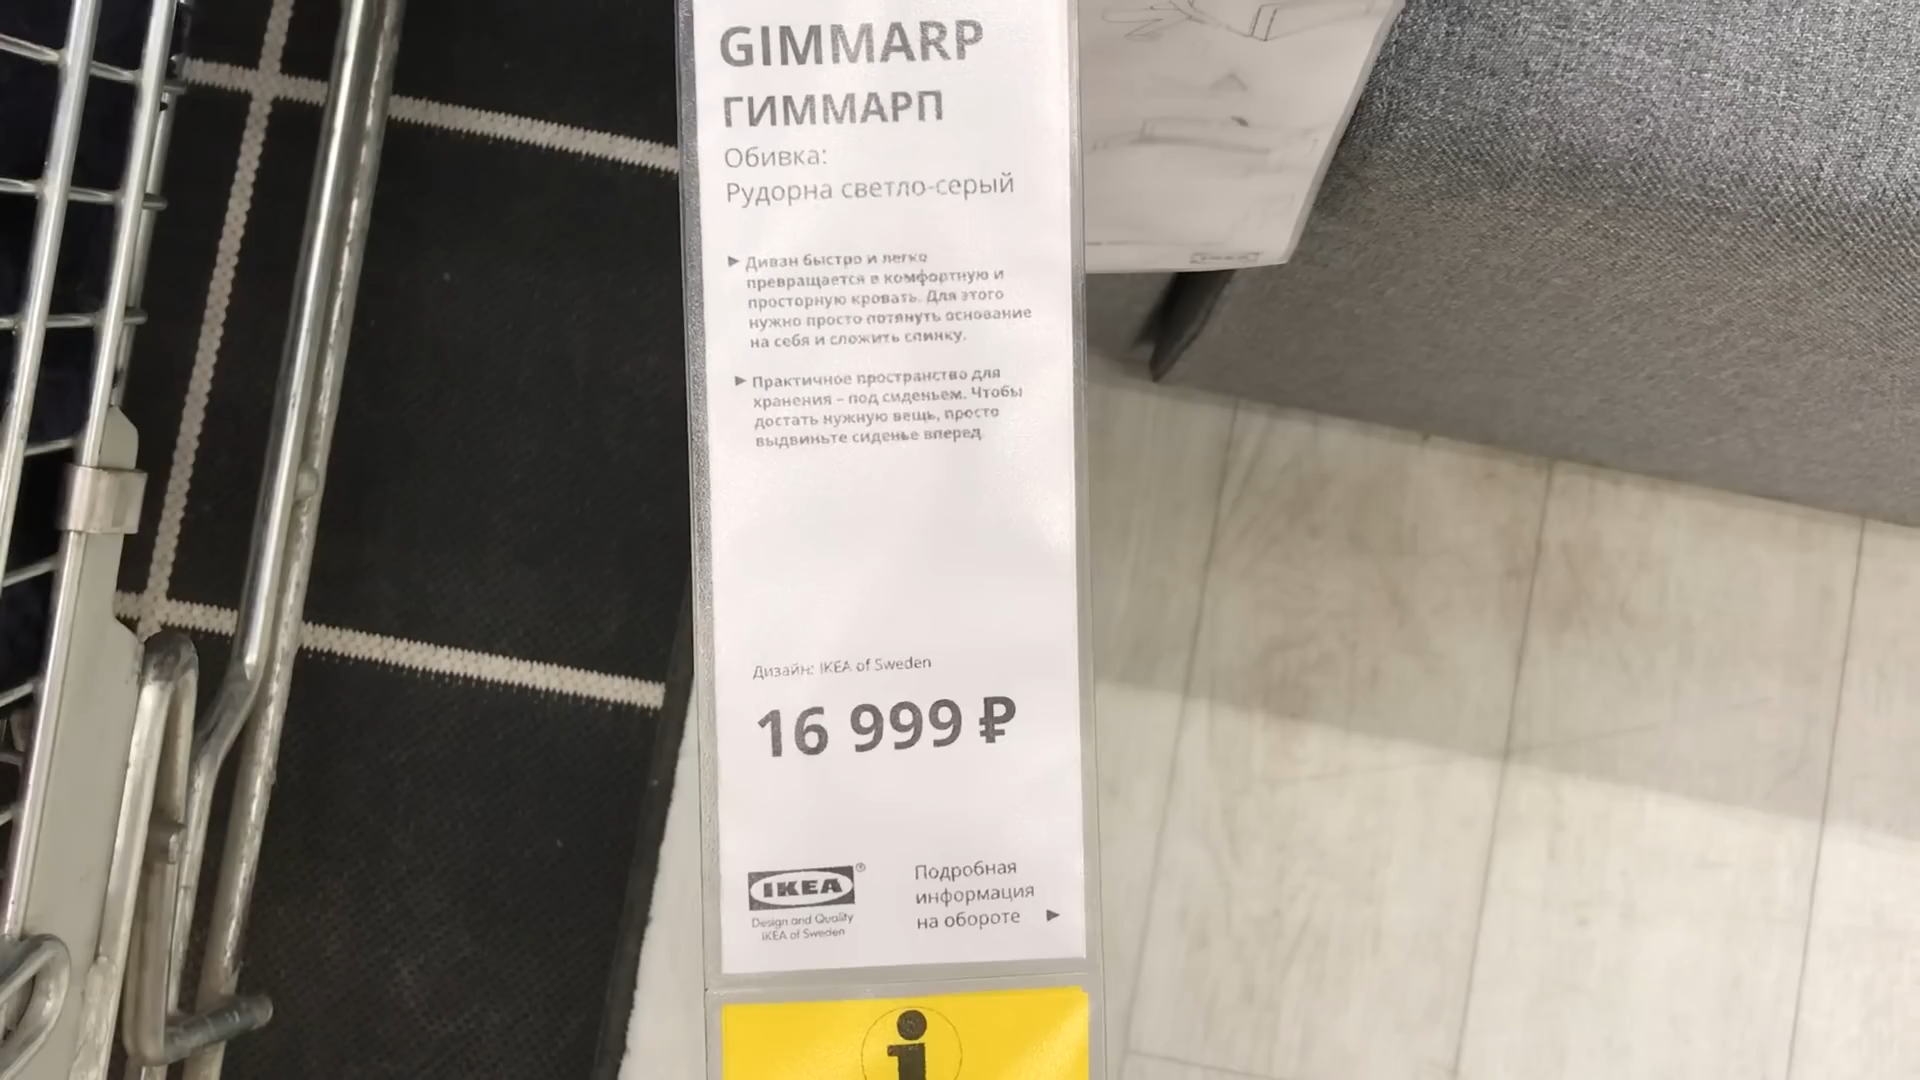 GIMMARP
ГИММАРП
Обивка:
Рудорна светло-серый
► Диван быстро и легко
превращается в комфортную и
просторную кровать. Для этого
нужно просто потянуть основание
на себя и сложить спинку.
► Практичное пространство для
хранения – под сиденьем. Чтобы
достать нужную вещь, просто
выдвиньте сиденье вперед.
Дизайн: IKEA of Sweden
16 999 ₽
IKEA®
Design and Quality
IKEA of Sweden
Подробная
информация
на обороте ►
i